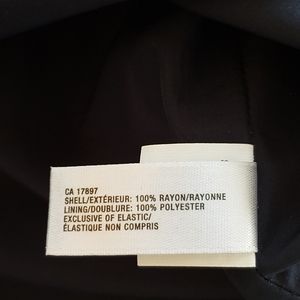 CA 17897
SHELL/EXTÉRIEUR: 100% RAYON/RAYONNE
LINING/DOUBLURE: 100% POLYESTER
EXCLUSIVE OF ELASTIC/
ÉLASTIQUE NON COMPRIS